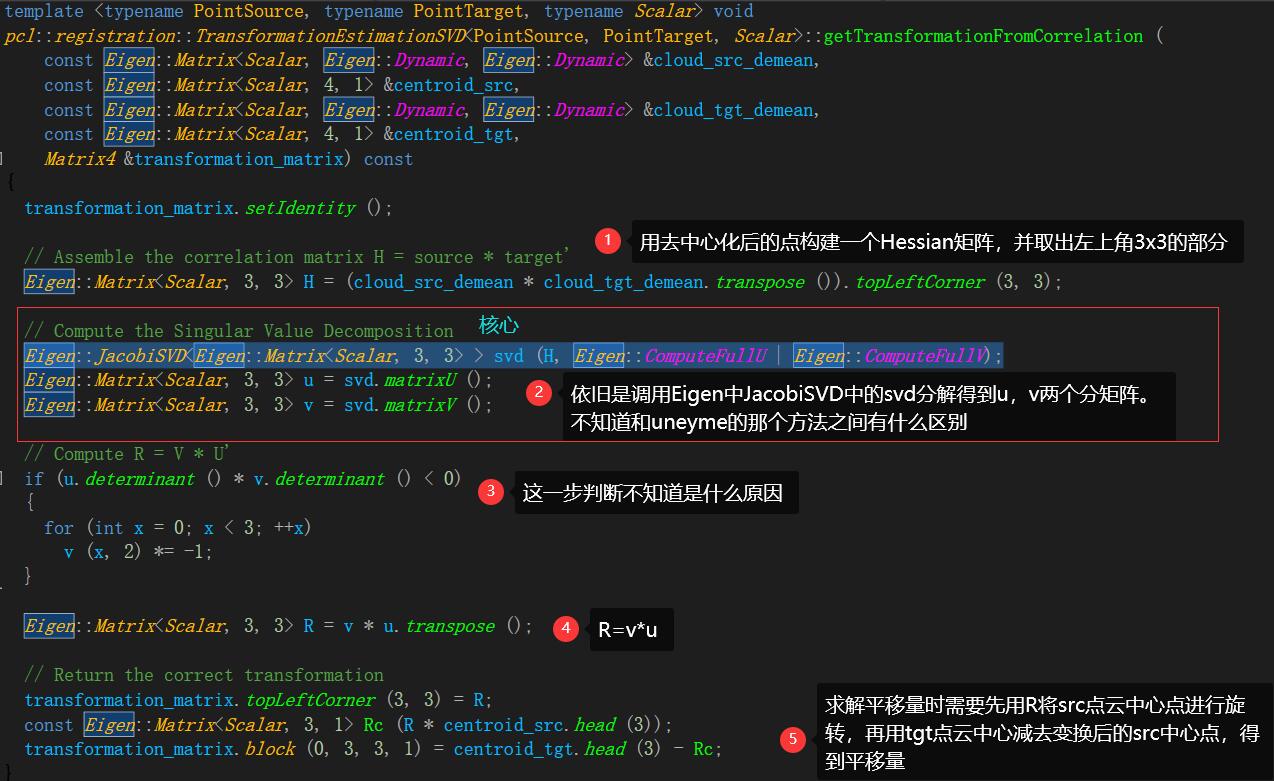 template <typename PointSource, typename PointTarget, typename Scalar> void
pcl::registration::TransformationEstimationSVD<PointSource, PointTarget, Scalar>::getTransformationFromCorrelation (
const Eigen::Matrix<Scalar, Eigen::Dynamic, Eigen::Dynamic> &cloud_src_demean,
const Eigen::Matrix<Scalar, 4, 1> &centroid_src,
const Eigen::Matrix<Scalar, Eigen::Dynamic, Eigen::Dynamic> &cloud_tgt_demean,
const Eigen::Matrix<Scalar, 4, 1> &centroid_tgt,
Matrix4 &transformation_matrix) const
{
transformation_matrix.setIdentity ();
1 用去中心化后的点构建一个Hessian矩阵，并取出左上角3x3的部分
// Assemble the correlation matrix H = source * target'
Eigen::Matrix<Scalar, 3, 3> H = (cloud_src_demean * cloud_tgt_demean.transpose ()).topLeftCorner (3, 3);
// Compute the Singular Value Decomposition 核心
Eigen::JacobiSVD<Eigen::Matrix<Scalar, 3, 3> > svd (H, Eigen::ComputeFullU | Eigen::ComputeFullV);
Eigen::Matrix<Scalar, 3, 3> u = svd.matrixU ();
Eigen::Matrix<Scalar, 3, 3> v = svd.matrixV ();
2 依旧是调用Eigen中JacobiSVD中的svd分解得到u，v两个分矩阵。
不知道和uneyme的那个方法之间有什么区别
// Compute R = V * U'
if (u.determinant () * v.determinant () < 0)
3 这一步判断不知道是什么原因
{
for (int x = 0; x < 3; ++x)
v (x, 2) *= -1;
}
Eigen::Matrix<Scalar, 3, 3> R = v * u.transpose ();
4 R=v*u
// Return the correct transformation
transformation_matrix.topLeftCorner (3, 3) = R;
const Eigen::Matrix<Scalar, 3, 1> Rc (R * centroid_src.head (3));
transformation_matrix.block (0, 3, 3, 1) = centroid_tgt.head (3) - Rc;
5 求解平移量时需要先用R将src点云中心点进行旋
转，再用tgt点云中心减去变换后的src中心点，得
到平移量
}